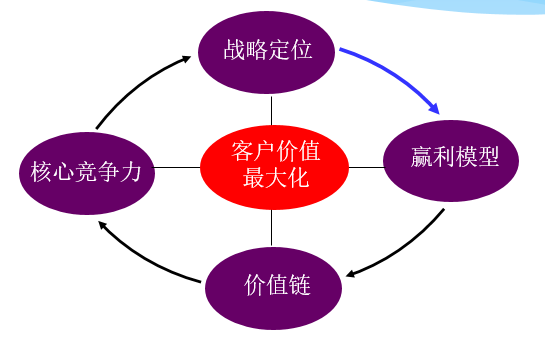 战略定位
核心竞争力
客户价值
最大化
赢利模型
价值链